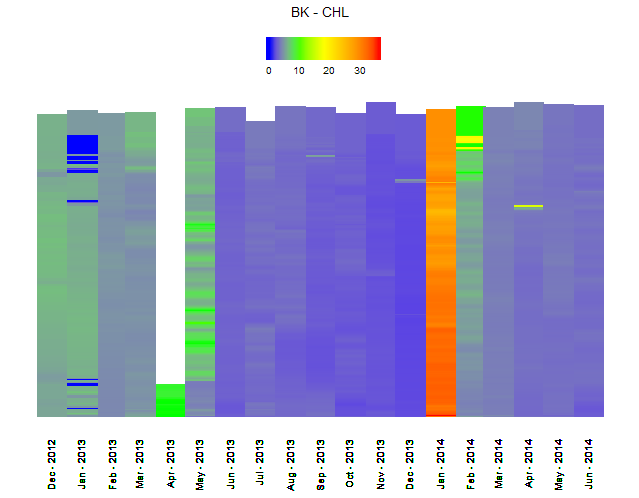 BK - CHL
0 10 20 30
Dec - 2012
Jan - 2013
Feb - 2013
Mar - 2013
Apr - 2013
May - 2013
Jun - 2013
Jul - 2013
Aug - 2013
Sep - 2013
Oct - 2013
Nov - 2013
Dec - 2013
Jan - 2014
Feb - 2014
Mar - 2014
Apr - 2014
May - 2014
Jun - 2014